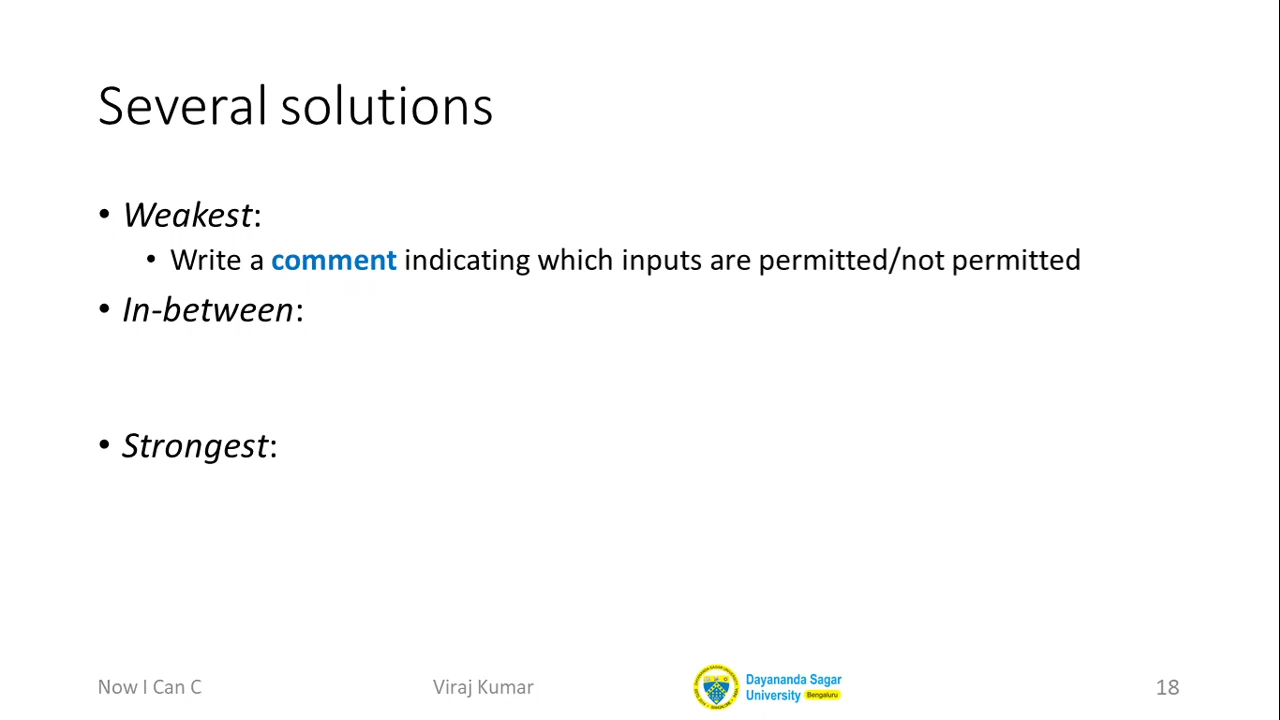 Several solutions
• Weakest:
• Write a comment indicating which inputs are permitted/not permitted
• In-between:
• Strongest:
Now I Can C
Viraj Kumar
Dayananda Sagar
University Bengaluru
18